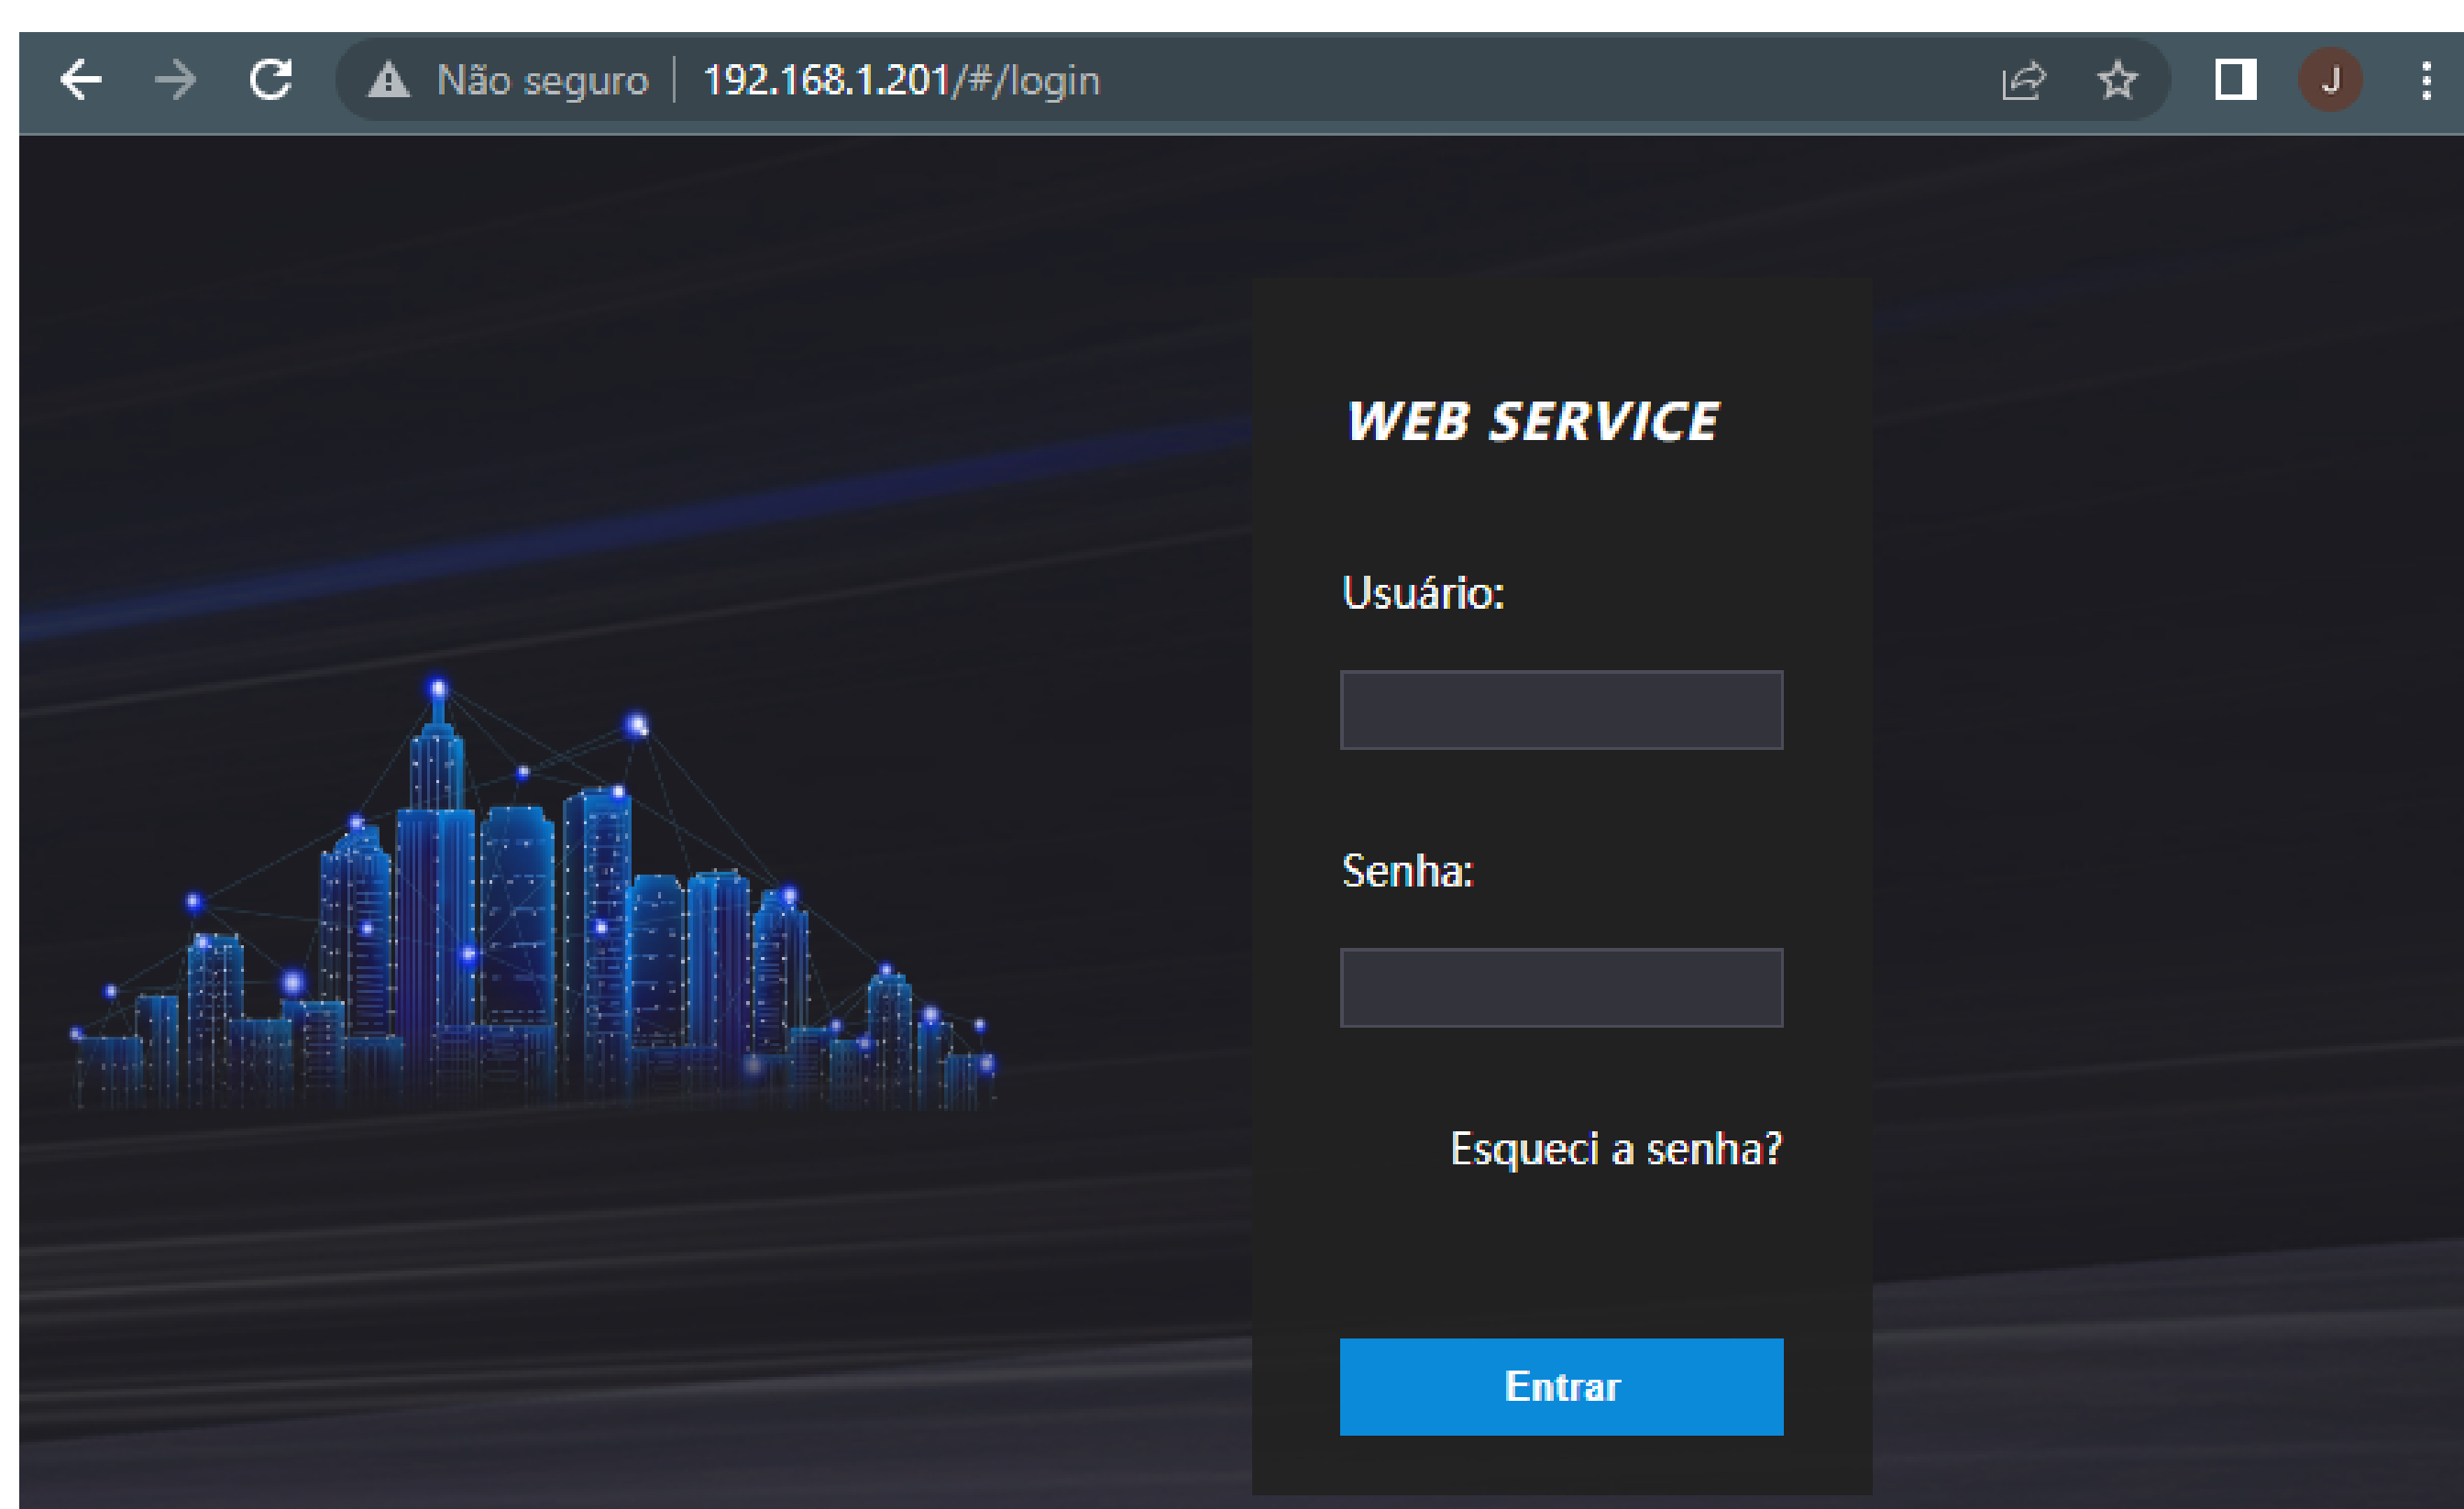 Não seguro | 192.168.1.201/#/login
J
WEB SERVICE
Usuário:
Senha:
Esqueci a senha?
Entrar